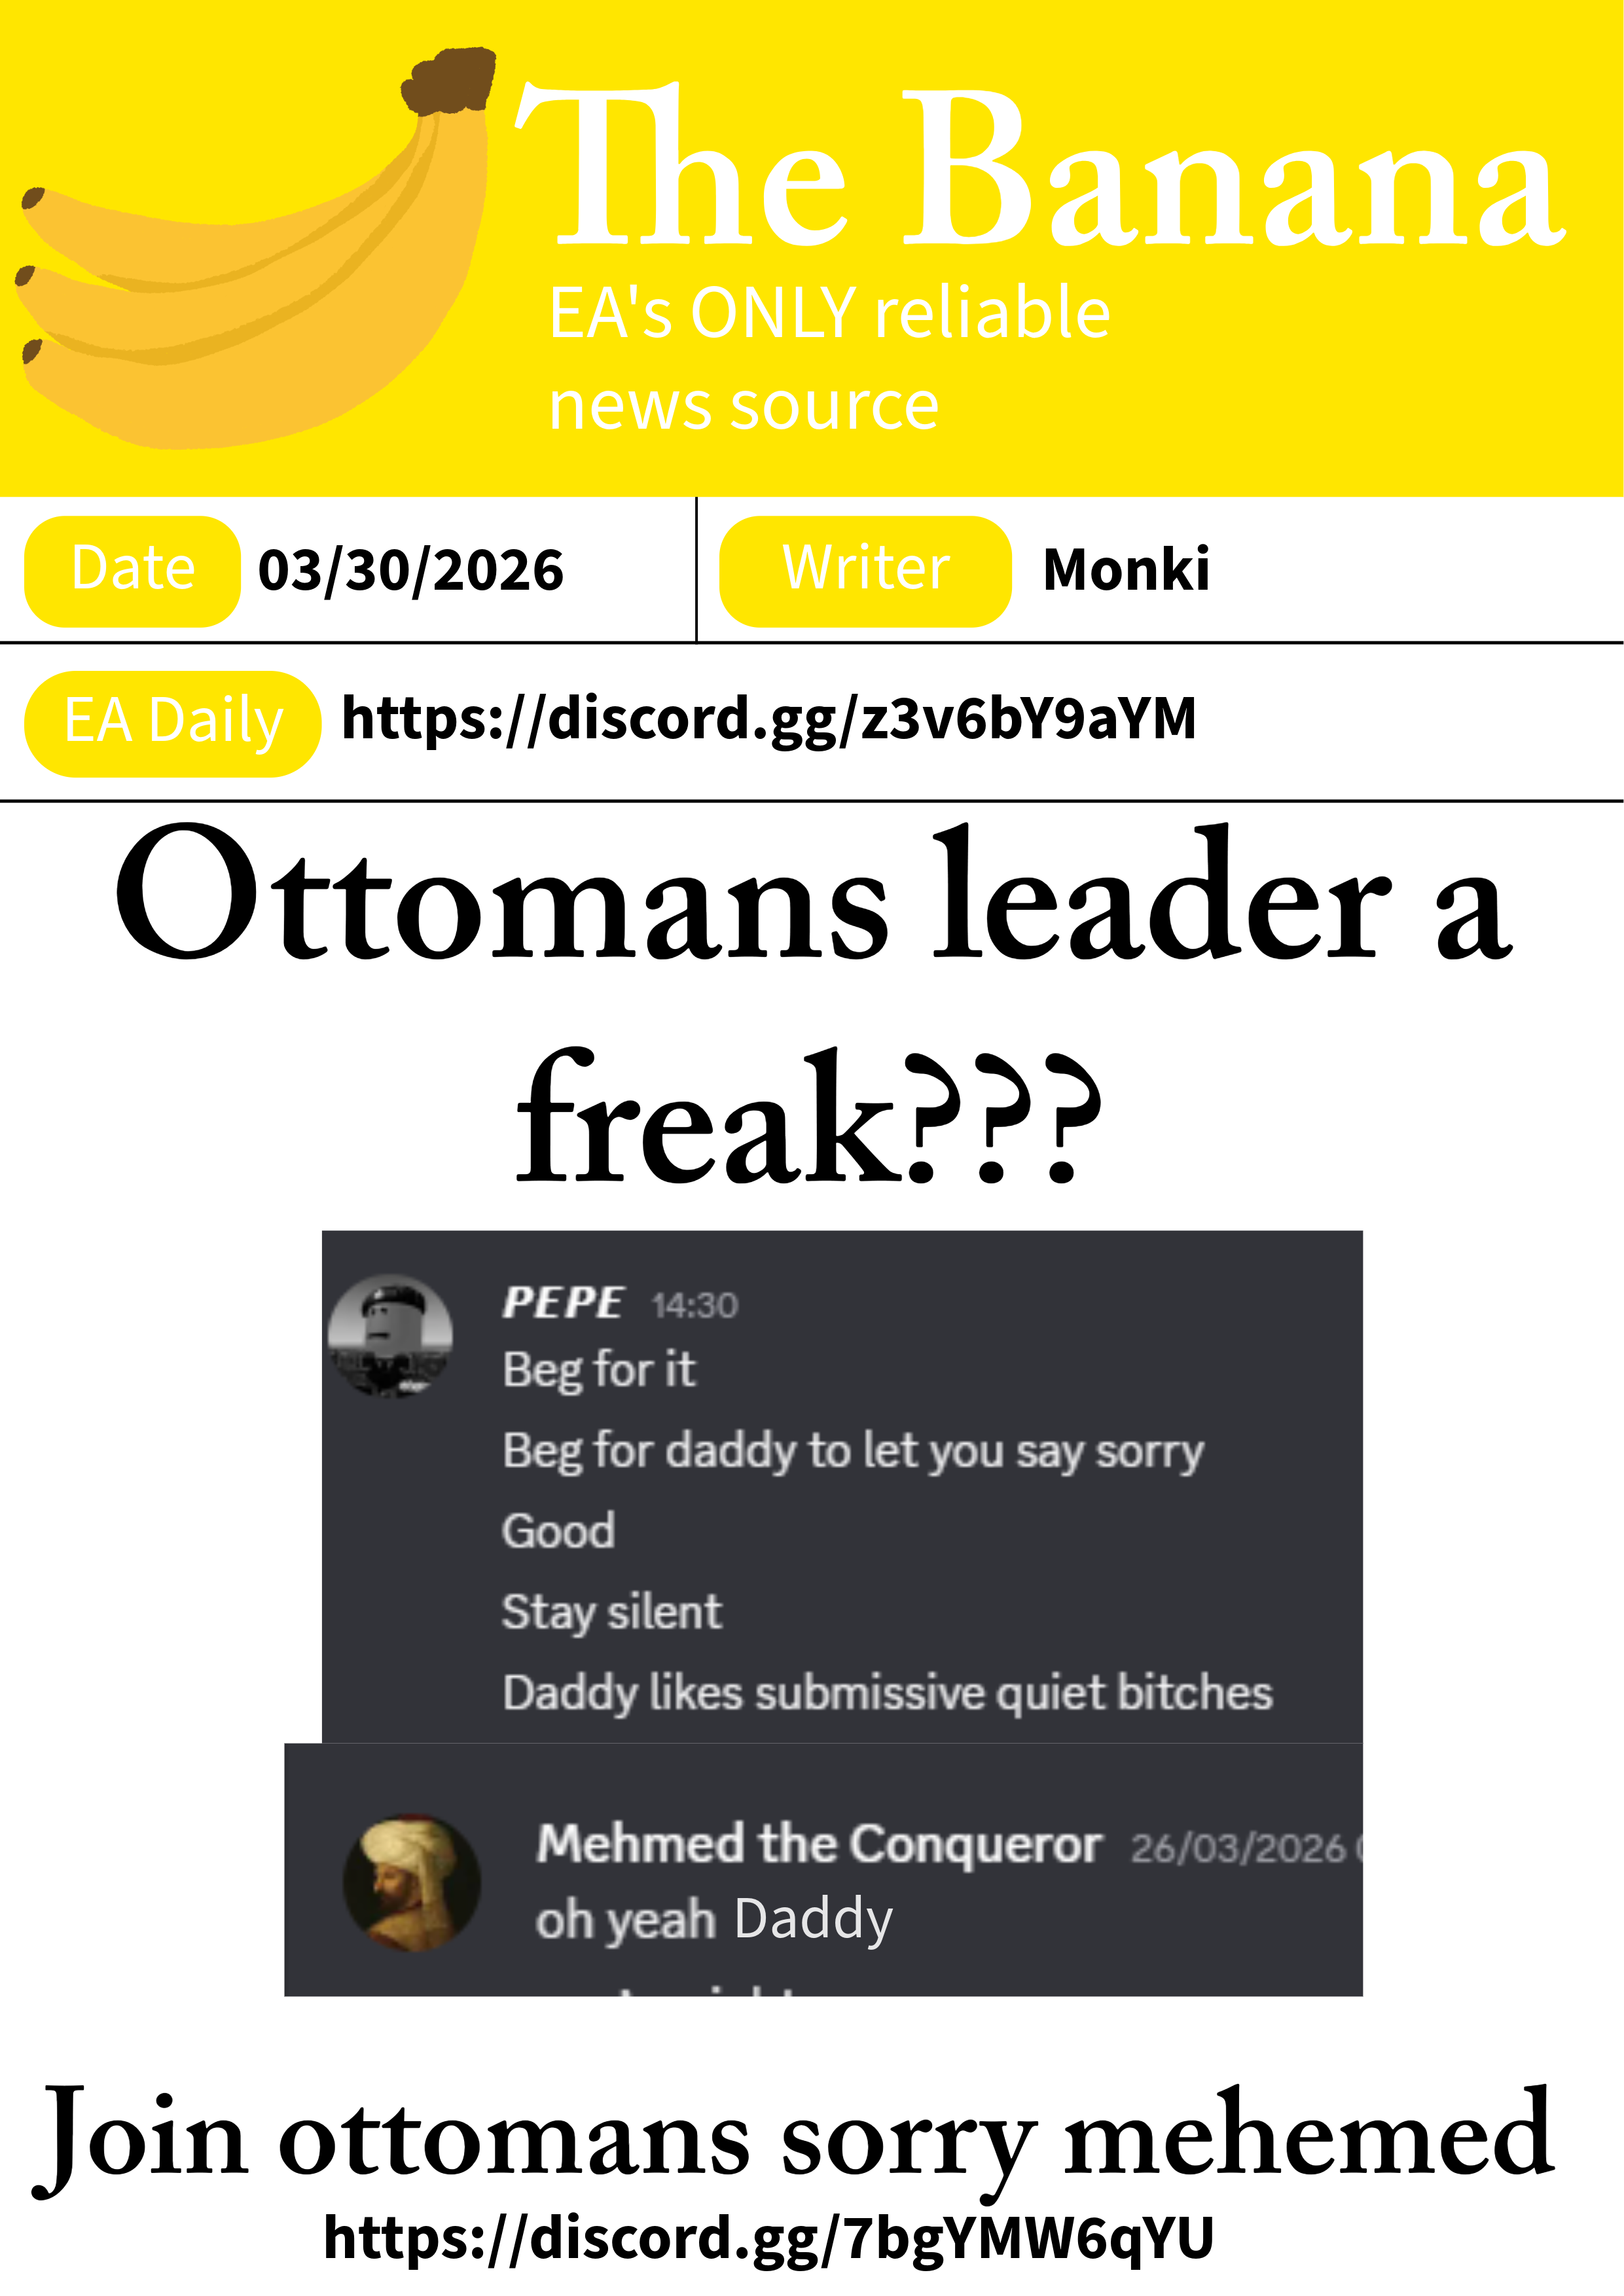 The Banana
EA's ONLY reliable
news source
Date 03/30/2026 Writer Monki
EA Daily https://discord.gg/z3v6bY9aYM
Ottomans leader a
freak???
PEPE 14:30
Beg for it
Beg for daddy to let you say sorry
Good
Stay silent
Daddy likes submissive quiet bitches
Mehmed the Conqueror 26/03/2026
oh yeah Daddy
Join ottomans sorry mehemed
https://discord.gg/7bgYMW6qYU